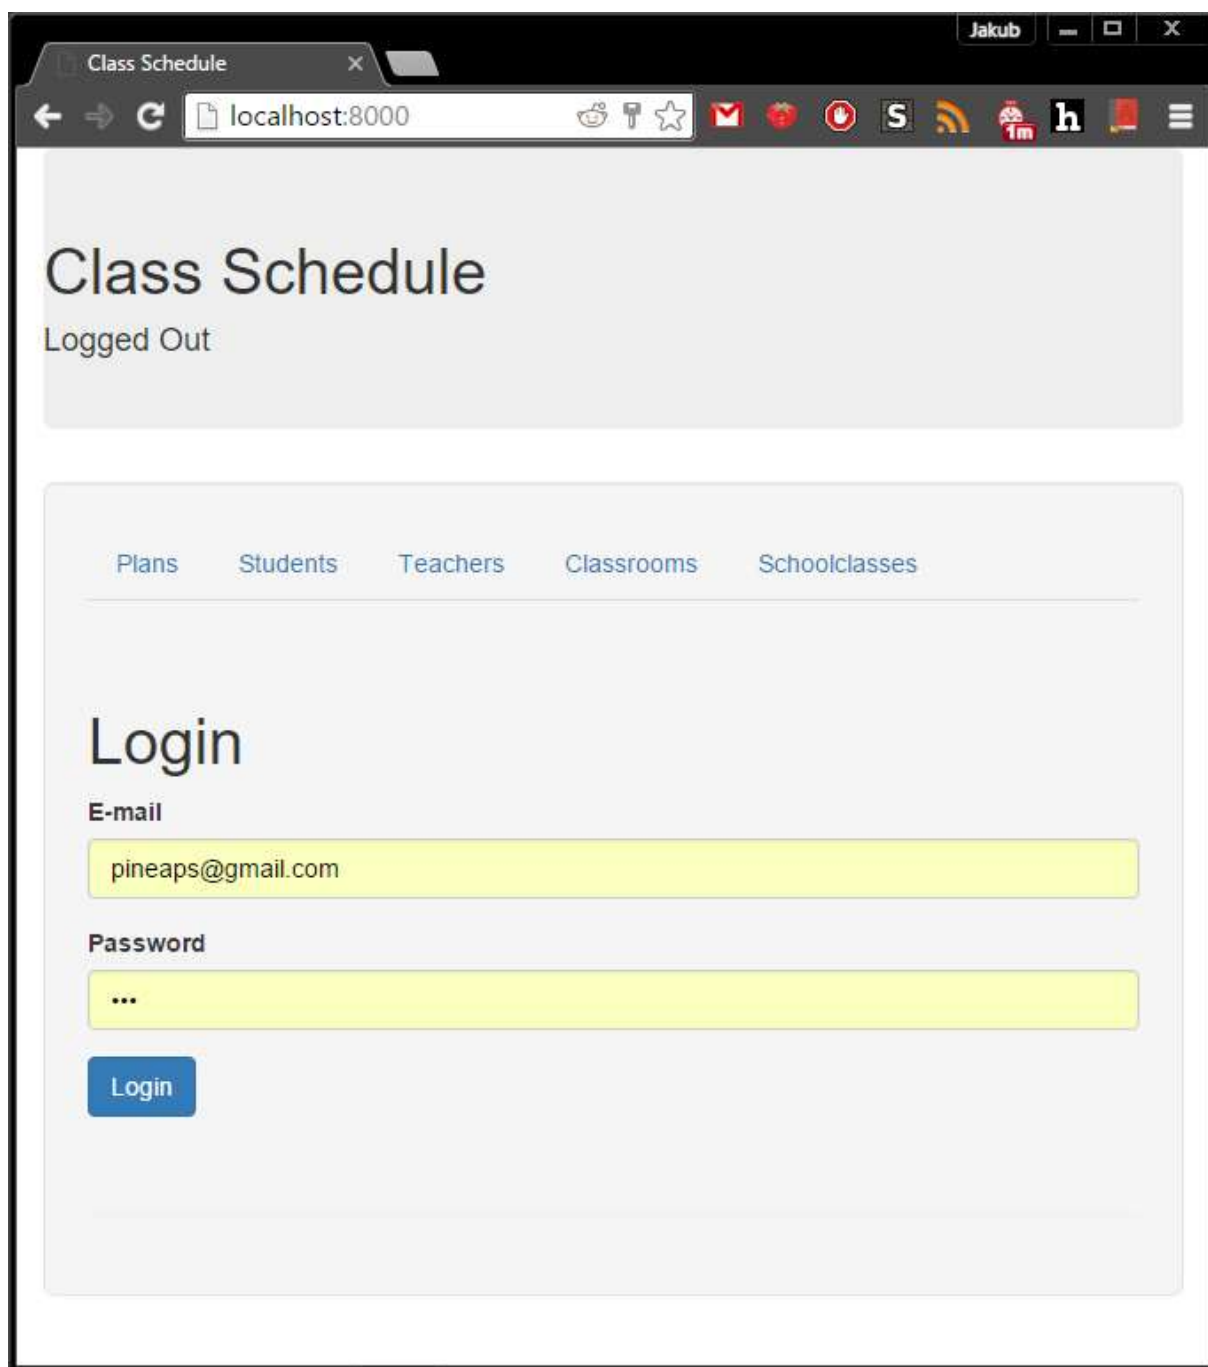 Jakub
Class Schedule
localhost:8000
S
1m
h
Class Schedule
Logged Out
Plans Students Teachers Classrooms Schoolclasses
Login
E-mail
pineaps@gmail.com
Password
•••
Login